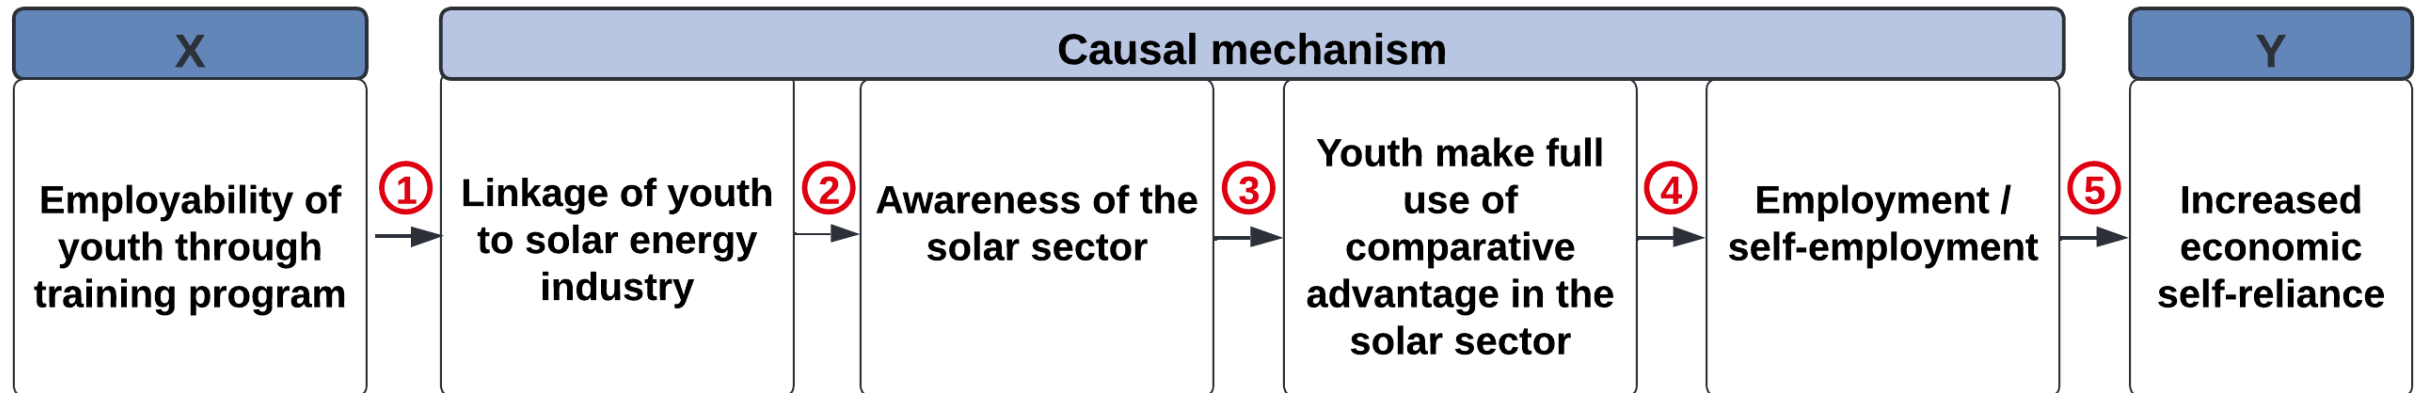 X
Causal mechanism
Y
Employability of
youth through
training program
1
Linkage of youth
to solar energy
industry
2
Awareness of the
solar sector
3
Youth make full
use of
comparative
advantage in the
solar sector
4
Employment /
self-employment
5
Increased
economic
self-reliance